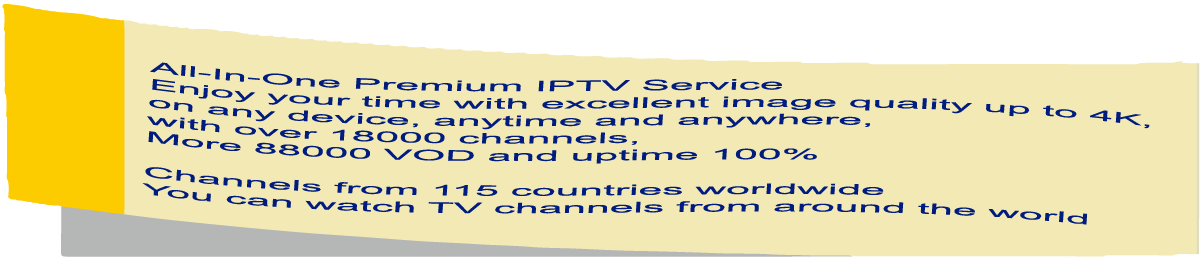 All-In-One Premium IPTV Service
Enjoy your time with excellent image quality up to 4K,
on any device, anytime and anywhere,
with over 18000 channels,
More 88000 VOD and uptime 100%
Channels from 115 countries worldwide
You can watch TV channels from around the world